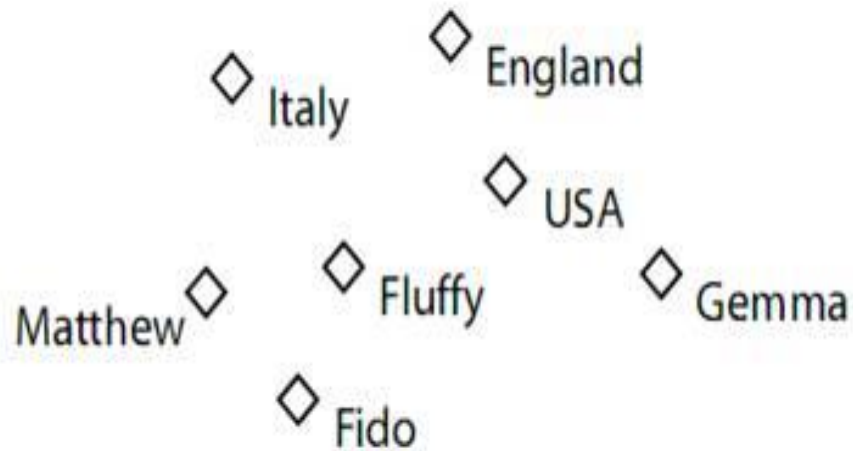 England
Italy
USA
Fluffy
Gemma
Matthew
Fido